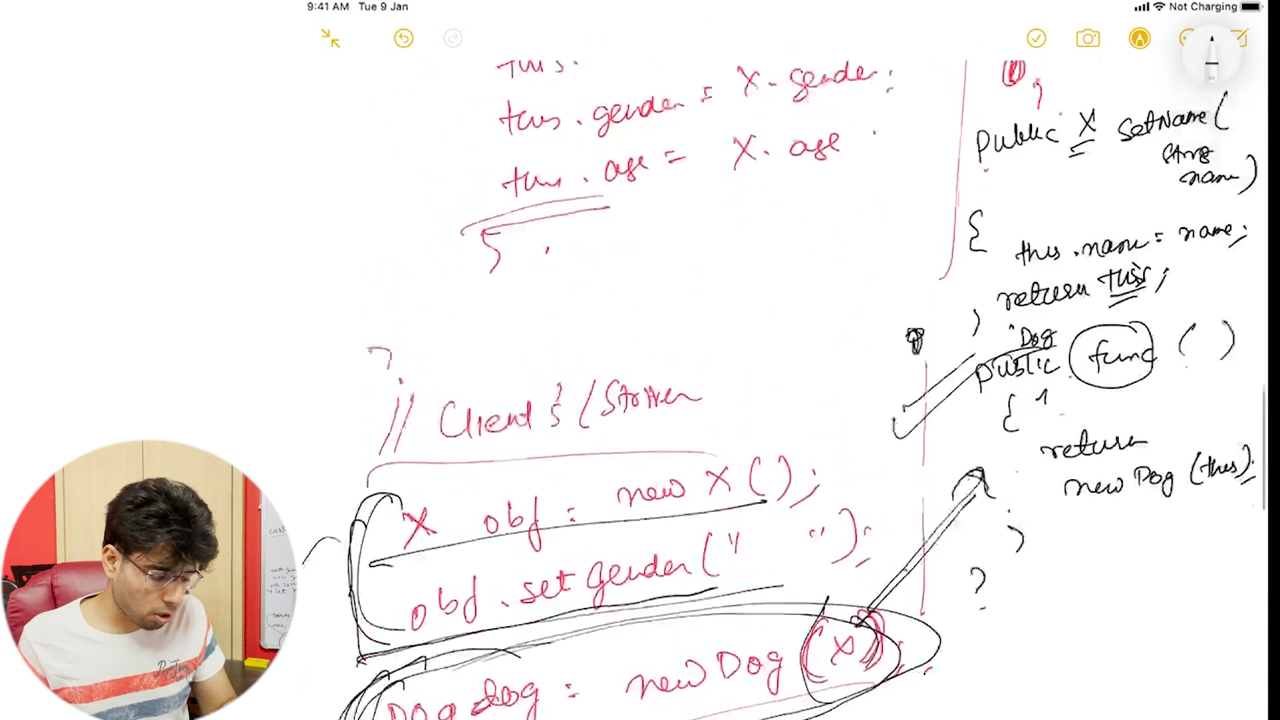 9:41 AM Tue 9 Jan
Not Charging
this.
this.gender = X.gender;
this.age = X.age
}
// Client's /
X obj = new X();
obj.setgender(" ");
Dog dog = new Dog (X);
public X setName(
name)
{
this.name = name;
return this;
}
Dog
public func ( )
{
return
new Dog (this);
}